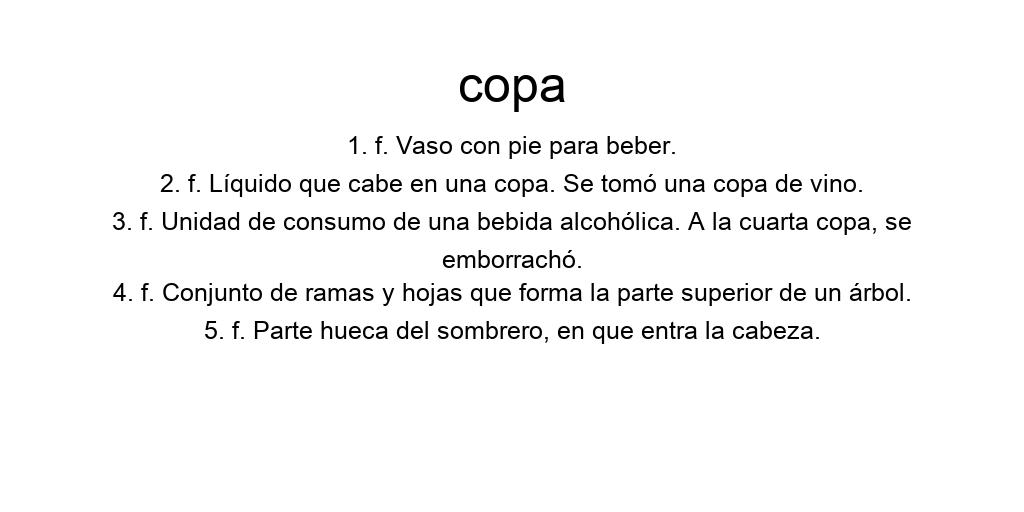 copa
1. f. Vaso con pie para beber.
2. f. Líquido que cabe en una copa. Se tomó una copa de vino.
3. f. Unidad de consumo de una bebida alcohólica. A la cuarta copa, se
emborrachó.
4. f. Conjunto de ramas y hojas que forma la parte superior de un árbol.
5. f. Parte hueca del sombrero, en que entra la cabeza.